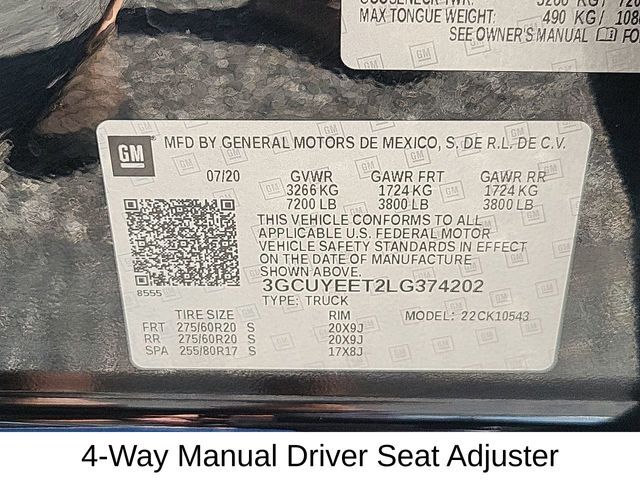 MAX TONGUE WEIGHT: 490 KG/ 108
SEE OWNER'S MANUAL FO
GM MFD BY GENERAL MOTORS DE MEXICO, S. DE R.L. DE C.V.
07/20 GVWR GAWR FRT GAWR RR
3266 KG 1724 KG 1724 KG
7200 LB 3800 LB 3800 LB
THIS VEHICLE CONFORMS TO ALL
APPLICABLE U.S. FEDERAL MOTOR
VEHICLE SAFETY STANDARDS IN EFFECT
ON THE DATE OF MANUFACTURE
SHOWN ABOVE.
8555 3GCUYEET2LG374202
TYPE: TRUCK
TIRE SIZE RIM MODEL: 22CK10543
FRT 275/60R20 S 20X9J
RR 275/60R20 S 20X9J
SPA 255/80R17 S 17X8J
4-Way Manual Driver Seat Adjuster